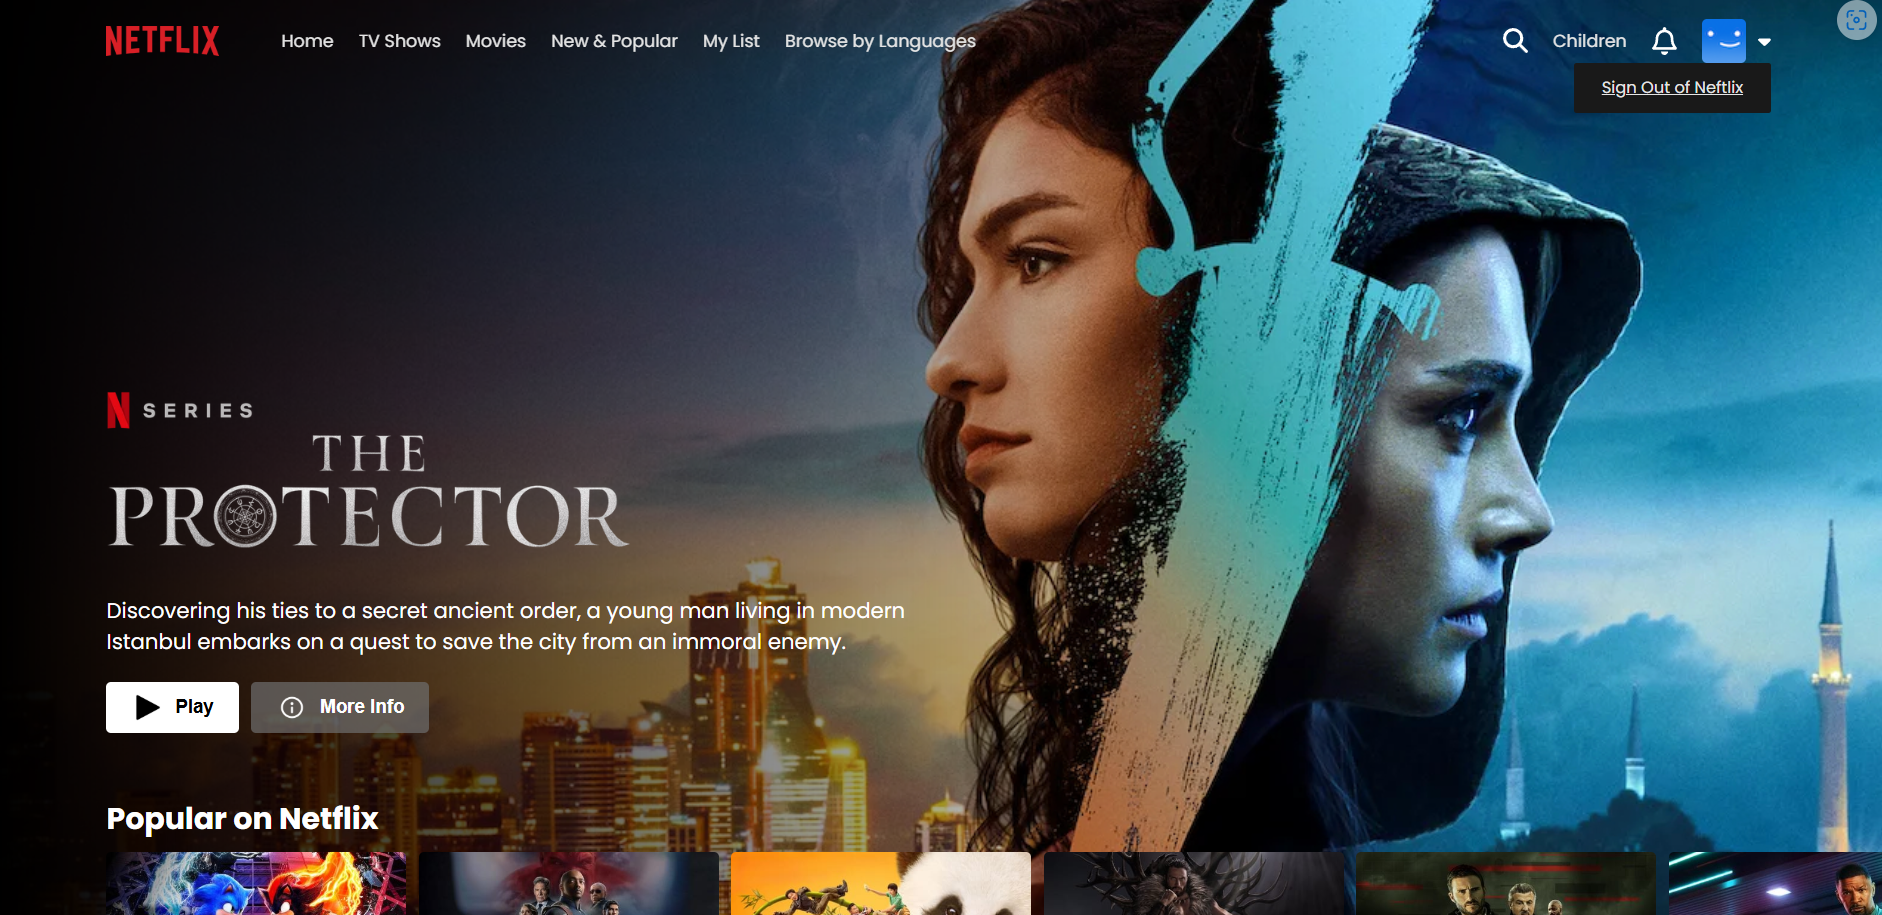 NETFLIX
Home
TV Shows
Movies
New & Popular
My List
Browse by Languages
Children
Sign Out of Neftlix
N SERIES
THE
PROTECTOR
Discovering his ties to a secret ancient order, a young man living in modern
Istanbul embarks on a quest to save the city from an immoral enemy.
Play
More Info
Popular on Netflix